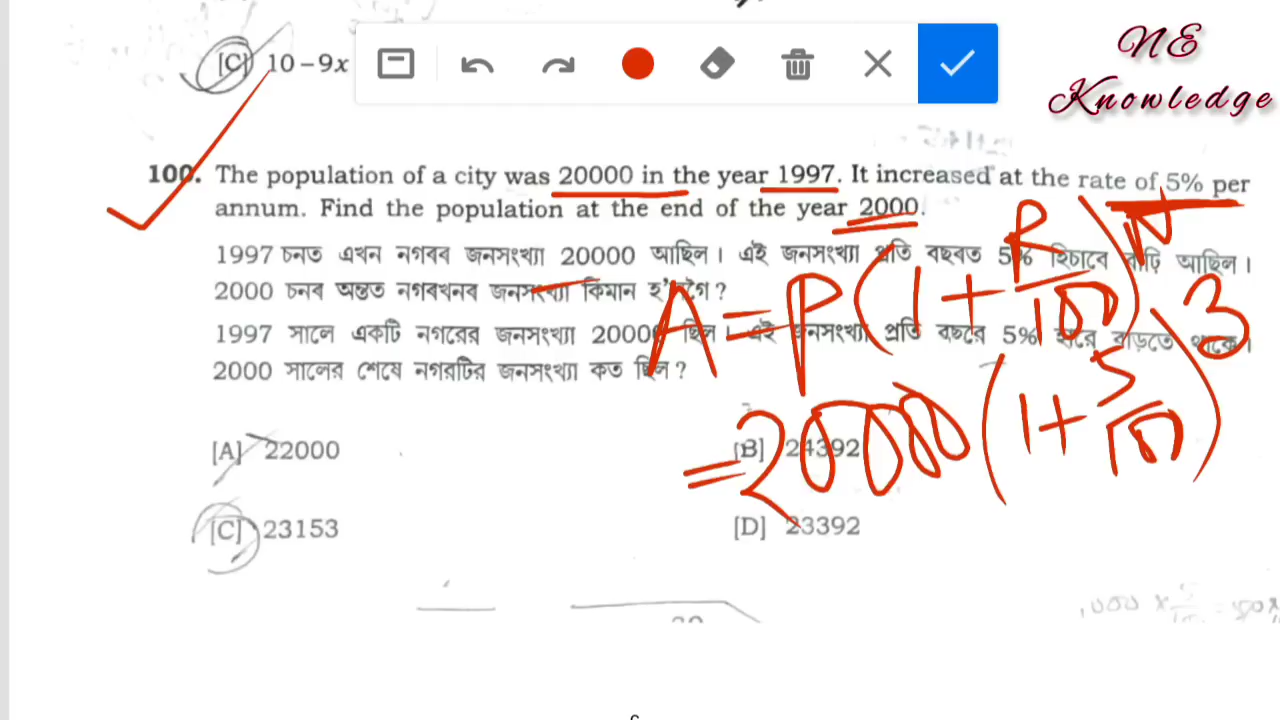 [C] 10 – 9x
NE
Knowledge
100. The population of a city was 20000 in the year 1997. It increased at the rate of 5% per
annum. Find the population at the end of the year 2000.
1997 চনত এখন নগৰৰ জনসংখ্যা 20000 আছিল। এই জনসংখ্যা প্ৰতি বছৰত 5% হিচাবে বাঢ়ি আছিল।
2000 চনৰ অন্তত নগৰখনৰ জনসংখ্যা কিমান হ'লগৈ?
1997 সালে একটি নগরের জনসংখ্যা 20000 ছিল। এই জনসংখ্যা প্রতি বছরে 5% হারে বাড়তে থাকে।
2000 সালের শেষে নগরটির জনসংখ্যা কত ছিল?
A = P(1 + R/100)^N
= 20000(1 + 5/100)^3
[A] 22000 [B] 24392
[C] 23153 [D] 23392